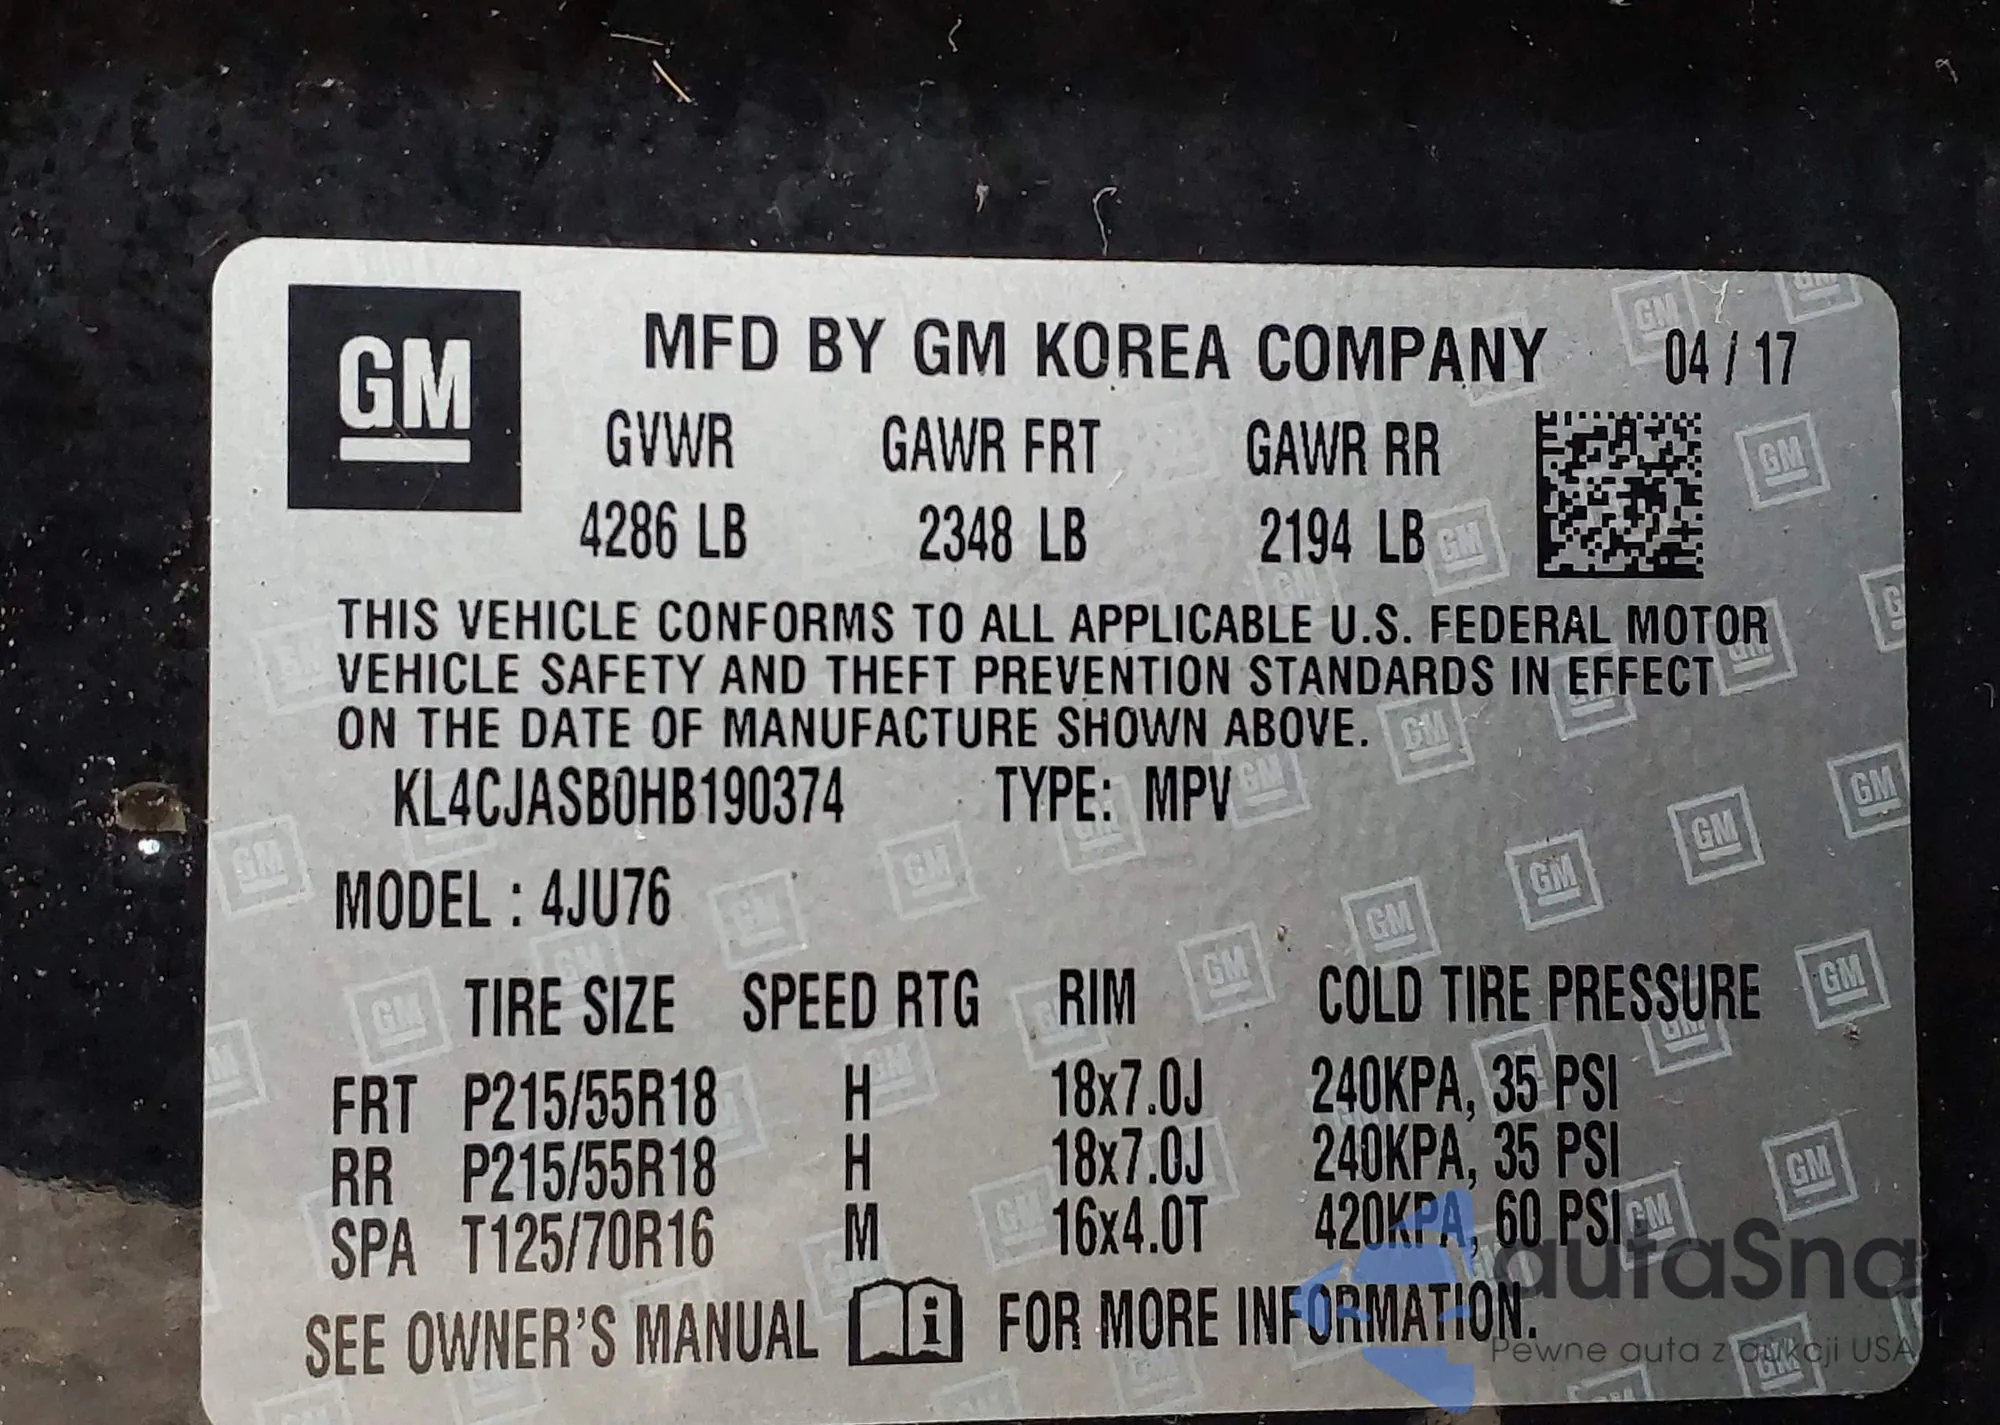 GM
MFD BY GM KOREA COMPANY 04 / 17
GVWR GAWR FRT GAWR RR
4286 LB 2348 LB 2194 LB
THIS VEHICLE CONFORMS TO ALL APPLICABLE U.S. FEDERAL MOTOR
VEHICLE SAFETY AND THEFT PREVENTION STANDARDS IN EFFECT
ON THE DATE OF MANUFACTURE SHOWN ABOVE.
KL4CJASB0HB190374 TYPE: MPV
MODEL : 4JU76
TIRE SIZE SPEED RTG RIM COLD TIRE PRESSURE
FRT P215/55R18 H 18x7.0J 240KPA, 35 PSI
RR P215/55R18 H 18x7.0J 240KPA, 35 PSI
SPA T125/70R16 M 16x4.0T 420KPA, 60 PSI
SEE OWNER'S MANUAL i FOR MORE INFORMATION.
autaSna
Pewne auta z aukcji USA